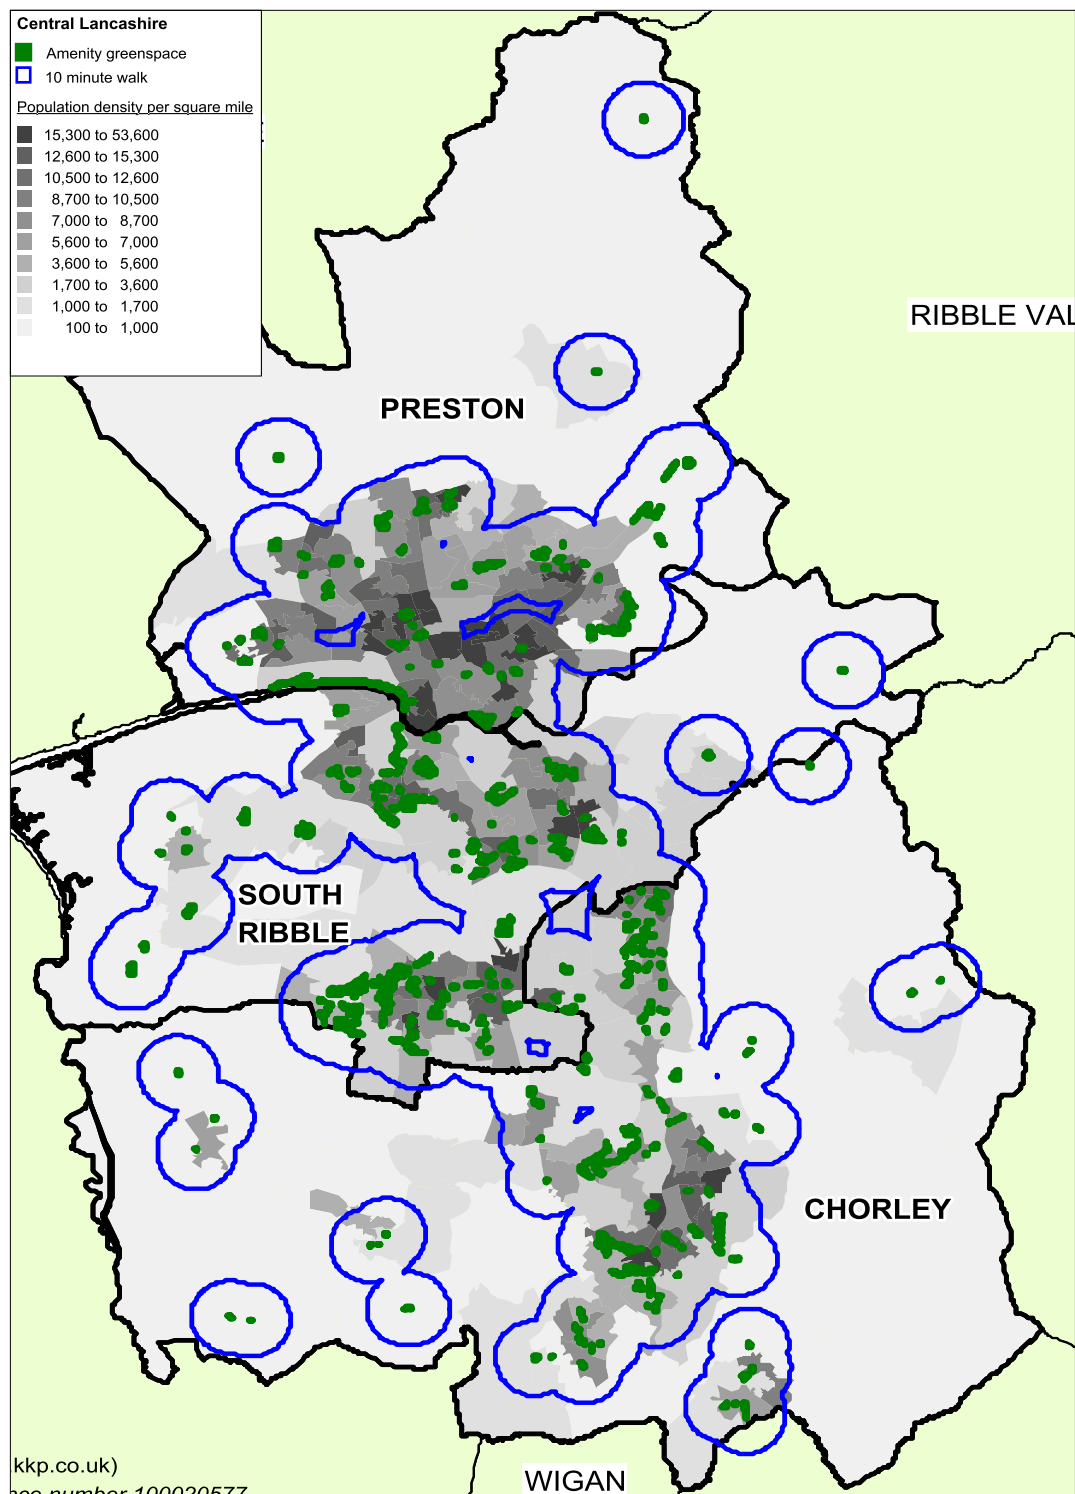 Central Lancashire
Amenity greenspace
10 minute walk
Population density per square mile
15,300 to 53,600
12,600 to 15,300
10,500 to 12,600
8,700 to 10,500
7,000 to 8,700
5,600 to 7,000
3,600 to 5,600
1,700 to 3,600
1,000 to 1,700
100 to 1,000
RIBBLE VAL
PRESTON
SOUTH
RIBBLE
CHORLEY
WIGAN
.kkp.co.uk)
nce number 100020577